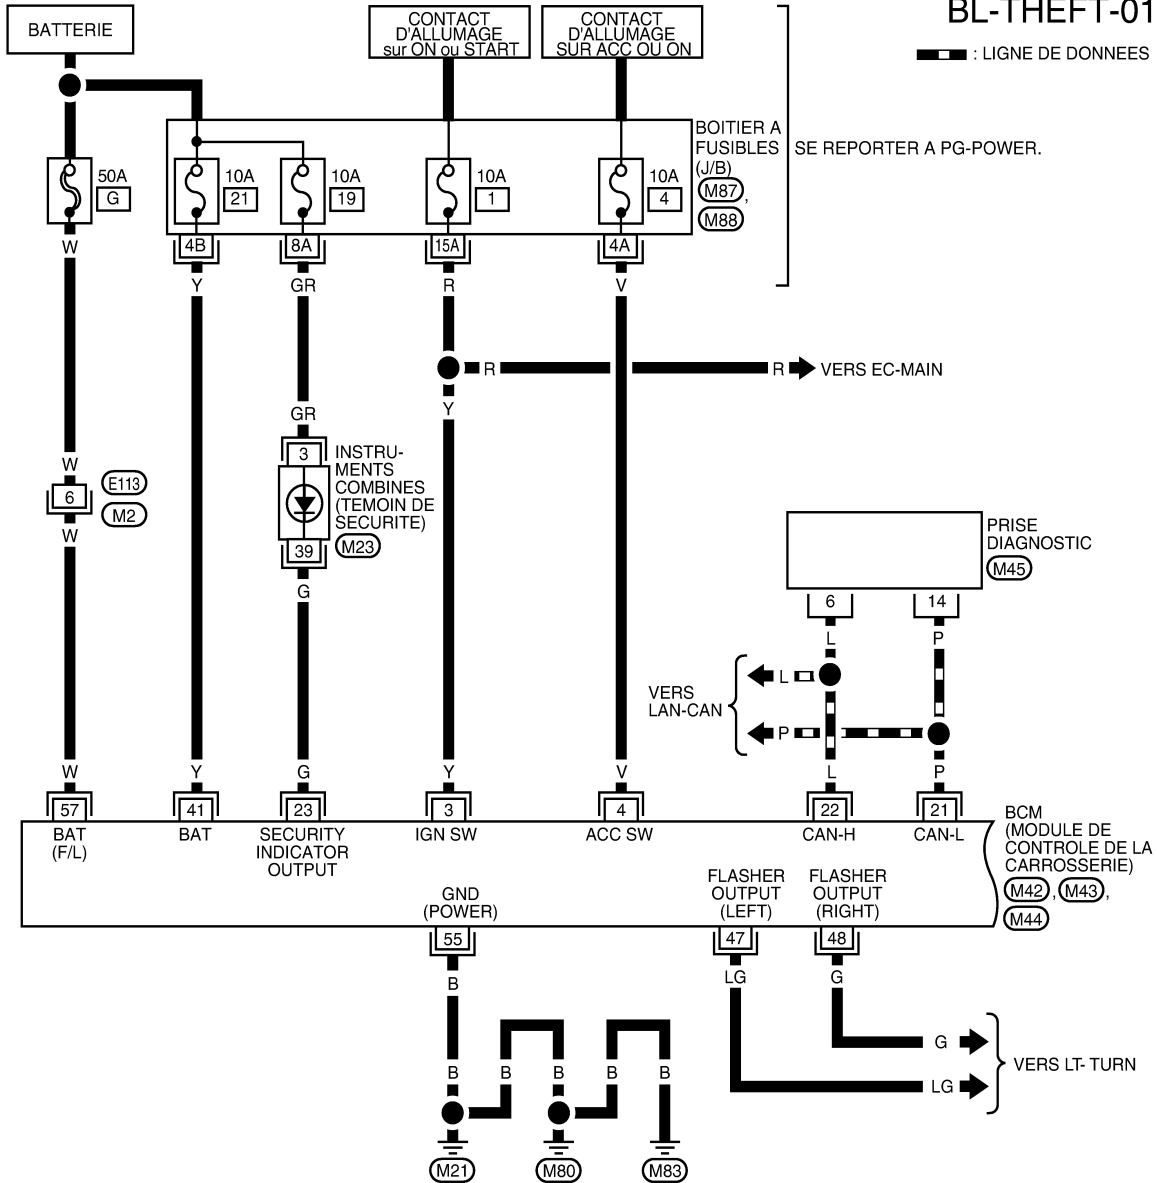 BL-THEFT-01
: LIGNE DE DONNEES
BATTERIE
CONTACT
D'ALLUMAGE
sur ON ou START
CONTACT
D'ALLUMAGE
SUR ACC OU ON
BOITIER A
FUSIBLES
(J/B)
M87,
M88
SE REPORTER A PG-POWER.
50A
G
10A
21
10A
19
10A
1
10A
4
W
4B
8A
15A
4A
Y
GR
R
V
R
R
VERS EC-MAIN
Y
GR
W
6
E113
M2
W
3
INSTRU-
MENTS
COMBINES
(TEMOIN DE
SECURITE)
39
M23
G
PRISE
DIAGNOSTIC
M45
6
14
L
P
VERS
LAN-CAN
L
P
W
Y
G
Y
V
L
P
57
41
23
3
4
22
21
BAT
(F/L)
BAT
SECURITY
INDICATOR
OUTPUT
IGN SW
ACC SW
CAN-H
CAN-L
BCM
(MODULE DE
CONTROLE DE LA
CARROSSERIE)
M42, M43,
M44
GND
(POWER)
FLASHER
OUTPUT
(LEFT)
FLASHER
OUTPUT
(RIGHT)
55
47
48
B
LG
G
G
LG
VERS LT- TURN
B
B
B
B
M21
M80
M83